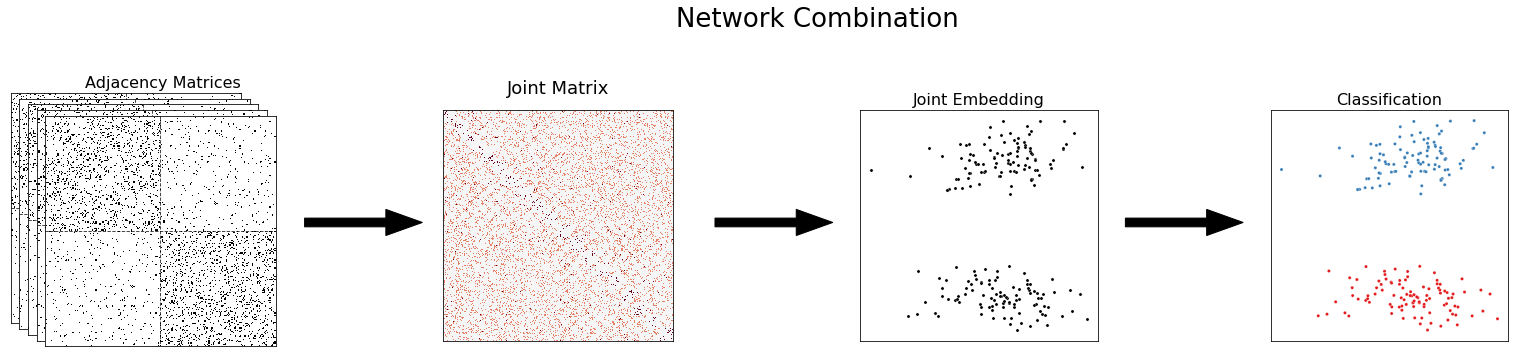 Network Combination
Adjacency Matrices
Joint Matrix
Joint Embedding
Classification